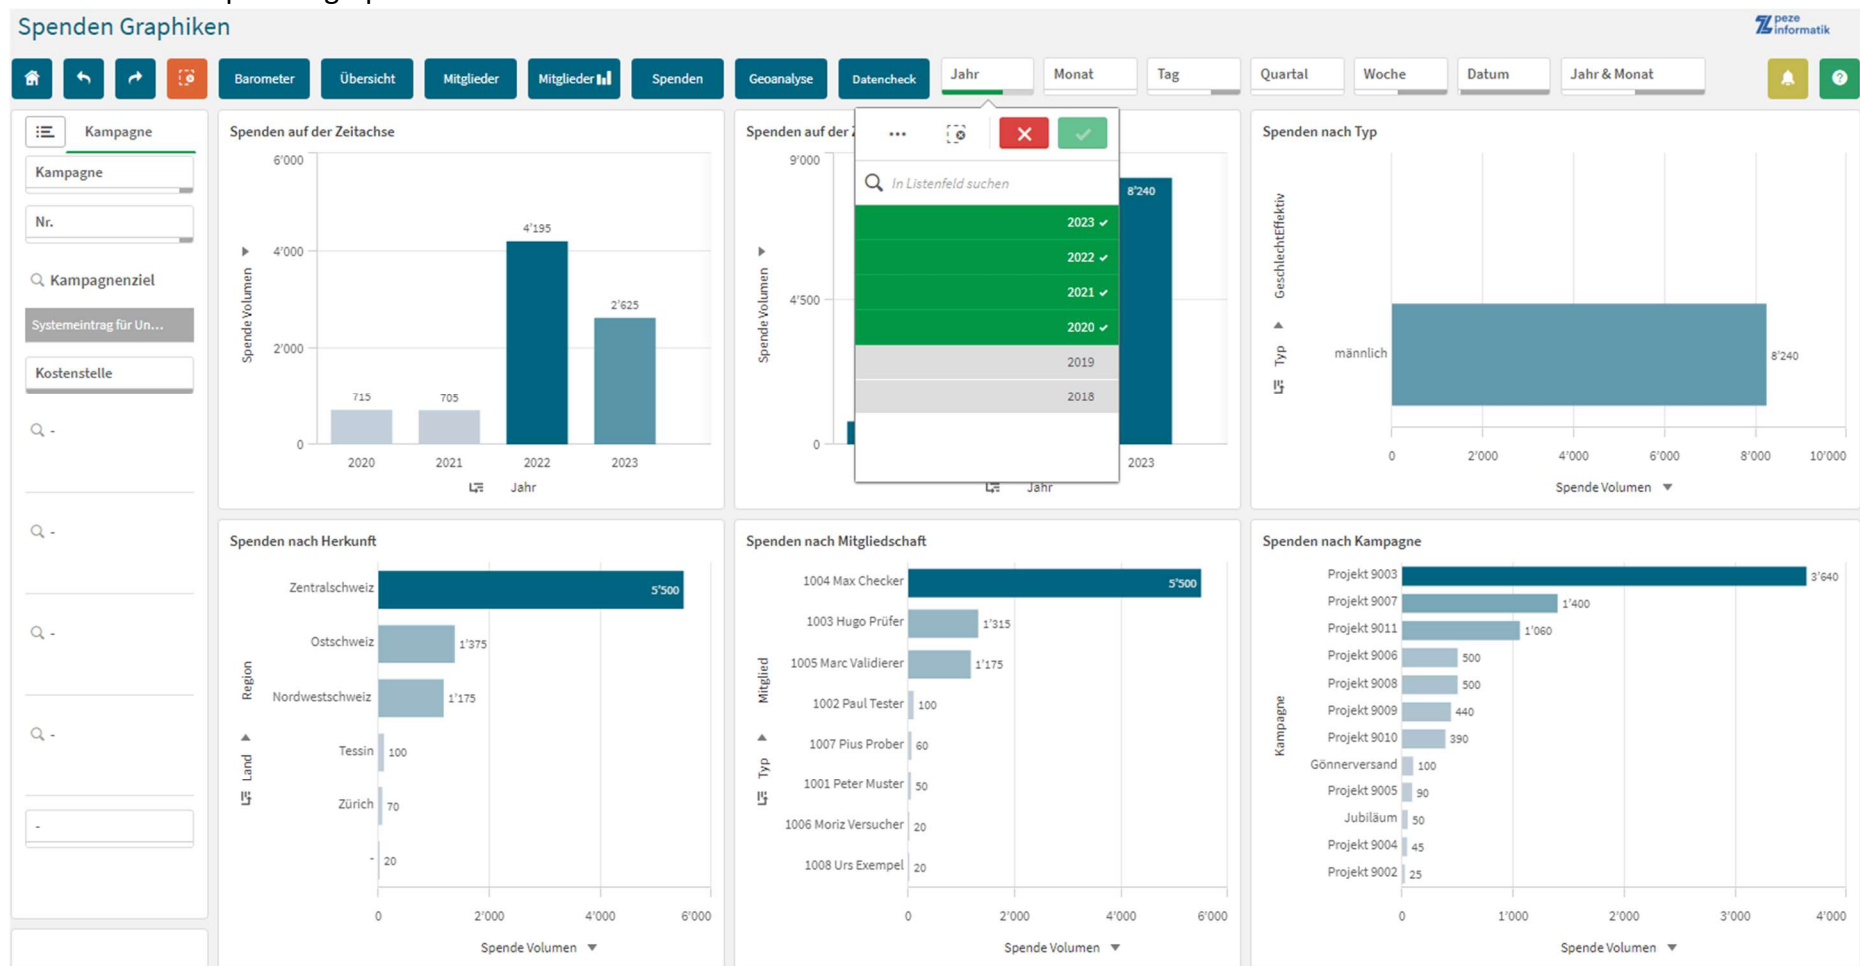 Spenden Graphiken
peze
informatik
Barometer
Übersicht
Mitglieder
Mitglieder
Spenden
Geoanalyse
Datencheck
Jahr
Monat
Tag
Quartal
Woche
Datum
Jahr & Monat
Kampagne
Kampagne
Nr.
Kampagnenziel
Systemeintrag für Un...
Kostenstelle
-
-
-
-
-
Spenden auf der Zeitachse
6'000
4'000
2'000
0
Spende Volumen
715
705
4'195
2'625
2020
2021
2022
2023
Jahr
Spenden auf der
9'000
4'500
0
Spende Volumen
8'240
2023
Jahr
In Listenfeld suchen
2023
2022
2021
2020
2019
2018
Spenden nach Typ
GeschlechtEffektiv
Typ
männlich
8'240
0
2'000
4'000
6'000
8'000
10'000
Spende Volumen
Spenden nach Herkunft
Region
Land
Zentralschweiz 5'500
Ostschweiz 1'375
Nordwestschweiz 1'175
Tessin 100
Zürich 70
- 20
0
2'000
4'000
6'000
Spende Volumen
Spenden nach Mitgliedschaft
Mitglied
Typ
1004 Max Checker 5'500
1003 Hugo Prüfer 1'315
1005 Marc Validierer 1'175
1002 Paul Tester 100
1007 Pius Prober 60
1001 Peter Muster 50
1006 Moriz Versucher 20
1008 Urs Exempel 20
0
2'000
4'000
6'000
Spende Volumen
Spenden nach Kampagne
Kampagne
Projekt 9003 3'640
Projekt 9007 1'400
Projekt 9011 1'060
Projekt 9006 500
Projekt 9008 500
Projekt 9009 440
Projekt 9010 390
Gönnerversand 100
Projekt 9005 90
Jubiläum 50
Projekt 9004 45
Projekt 9002 25
0
1'000
2'000
3'000
4'000
Spende Volumen